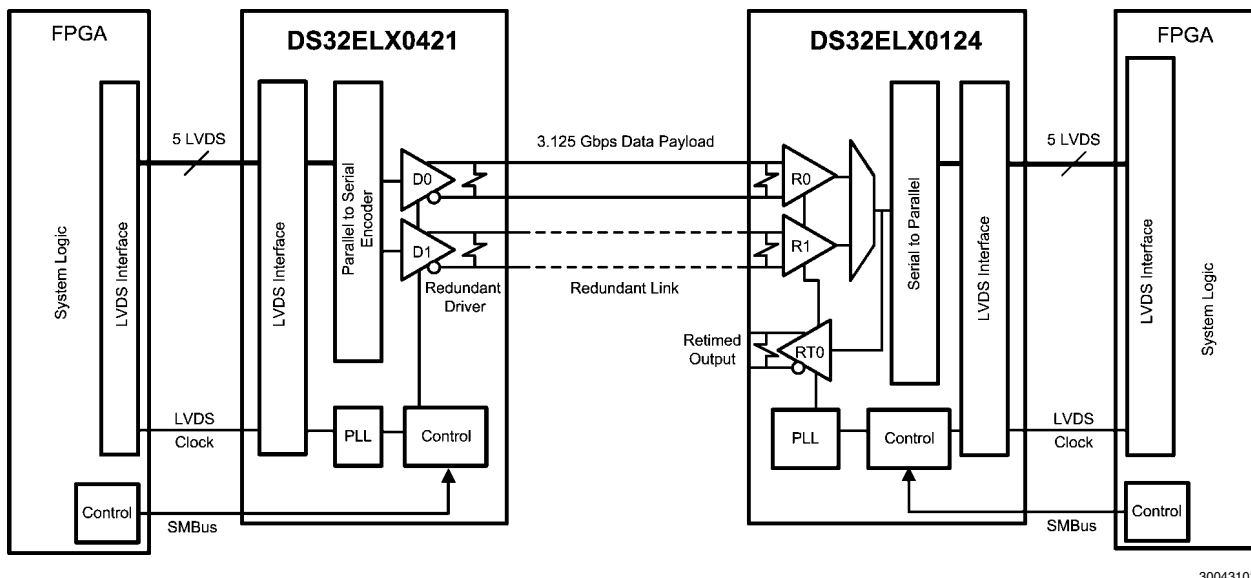 FPGA
System Logic
LVDS Interface
5 LVDS
LVDS
Clock
Control
SMBus
DS32ELX0421
LVDS Interface
Parallel to Serial
Encoder
D0
D1
Redundant
Driver
PLL
Control
3.125 Gbps Data Payload
Redundant Link
DS32ELX0124
R0
R1
Retimed
Output
RT0
Serial to Parallel
LVDS Interface
PLL
Control
5 LVDS
LVDS
Clock
SMBus
FPGA
LVDS Interface
System Logic
Control